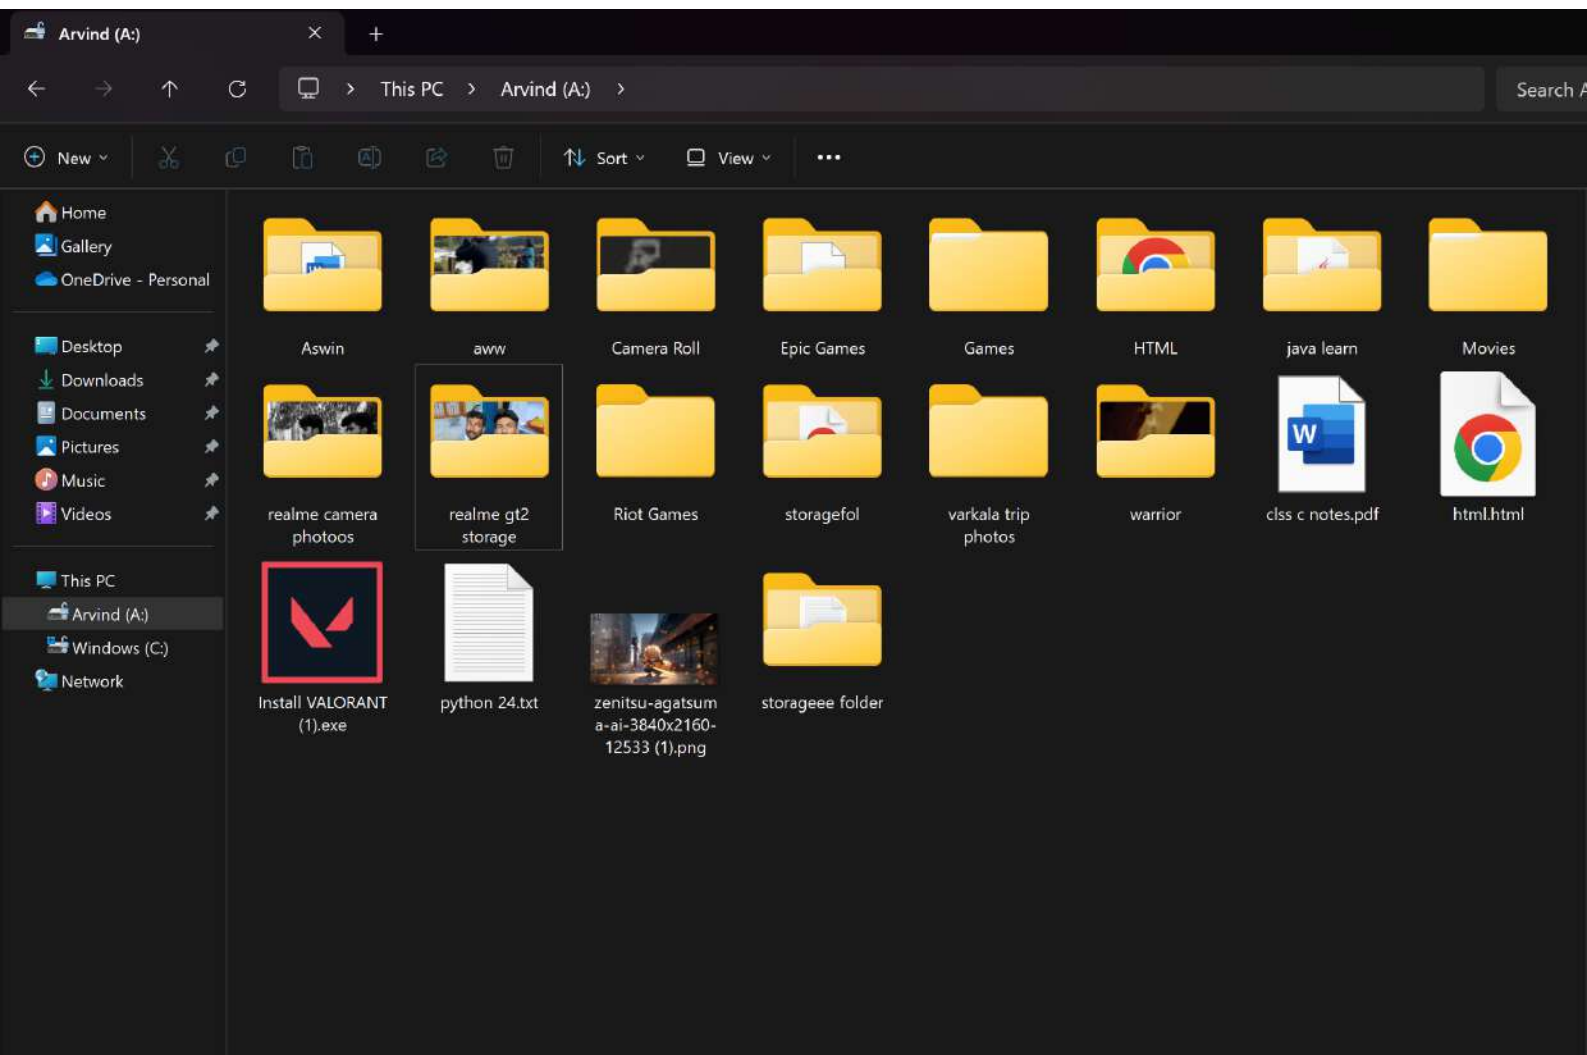 Arvind (A:)
This PC > Arvind (A:) >
Search A
New
Sort
View
Home
Gallery
OneDrive - Personal
Desktop
Downloads
Documents
Pictures
Music
Videos
This PC
Arvind (A:)
Windows (C:)
Network
Aswin
aww
Camera Roll
Epic Games
Games
HTML
java learn
Movies
realme camera
photoos
realme gt2
storage
Riot Games
storagefol
varkala trip
photos
warrior
W
clss c notes.pdf
html.html
Install VALORANT
(1).exe
python 24.txt
zenitsu-agatsum
a-ai-3840x2160-
12533 (1).png
storageee folder